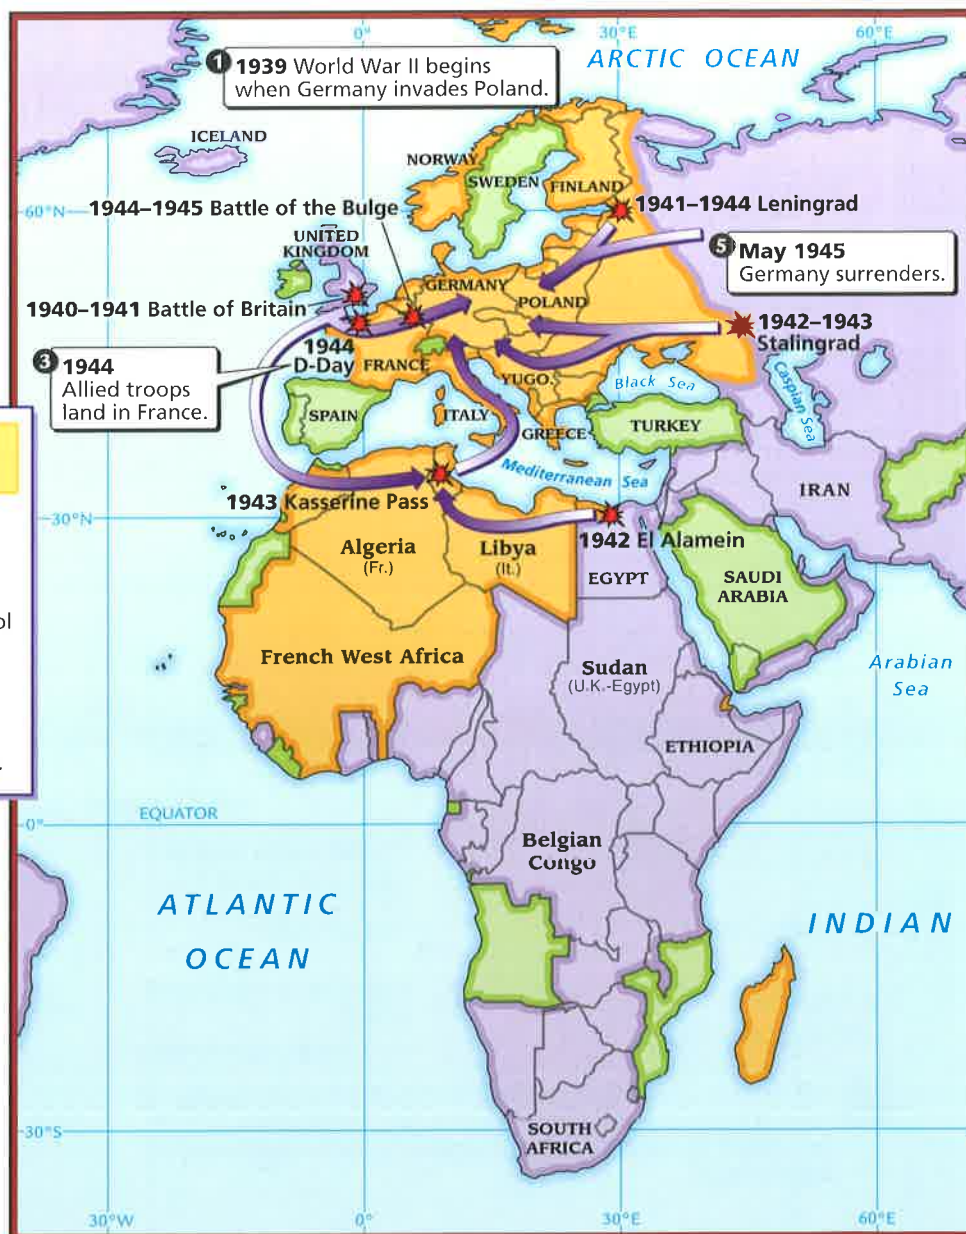 0°
30°E
60°E
ARCTIC OCEAN
1 1939 World War II begins
when Germany invades Poland.
ICELAND
NORWAY
SWEDEN
FINLAND
60°N
1944–1945 Battle of the Bulge
1941–1944 Leningrad
UNITED
KINGDOM
5 May 1945
Germany surrenders.
GERMANY
POLAND
1940–1941 Battle of Britain
1942–1943
Stalingrad
1944
D-Day
FRANCE
3 1944
Allied troops
land in France.
YUGO.
Black Sea
Caspian Sea
SPAIN
ITALY
GREECE
TURKEY
Mediterranean Sea
IRAN
1943 Kasserine Pass
30°N
1942 El Alamein
Algeria
(Fr.)
Libya
(It.)
EGYPT
SAUDI
ARABIA
ol
French West Africa
Sudan
(U.K.-Egypt)
Arabian
Sea
ETHIOPIA
EQUATOR
0°
Belgian
Congo
ATLANTIC
OCEAN
INDIAN
30°S
SOUTH
AFRICA
30°W
0°
30°E
60°E